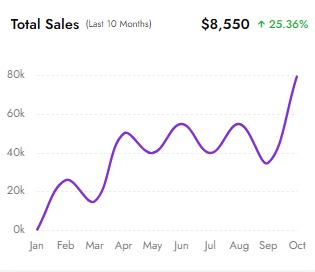 Total Sales (Last 10 Months) $8,550 ↑ 25.36%
80k
60k
40k
20k
0k
Jan Feb Mar Apr May Jun Jul Aug Sep Oct